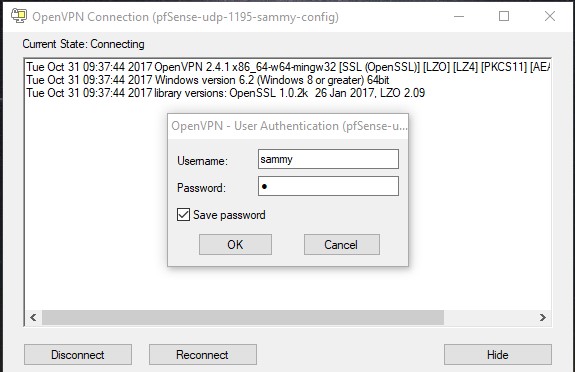 OpenVPN Connection (pfSense-udp-1195-sammy-config)
Current State: Connecting
Tue Oct 31 09:37:44 2017 OpenVPN 2.4.1 x86_64-w64-mingw32 [SSL (OpenSSL)] [LZO] [LZ4] [PKCS11] [AEA
Tue Oct 31 09:37:44 2017 Windows version 6.2 (Windows 8 or greater) 64bit
Tue Oct 31 09:37:44 2017 library versions: OpenSSL 1.0.2k  26 Jan 2017, LZO 2.09
OpenVPN - User Authentication (pfSense-u...
Username: sammy
Password: ●
Save password
OK Cancel
Disconnect Reconnect Hide